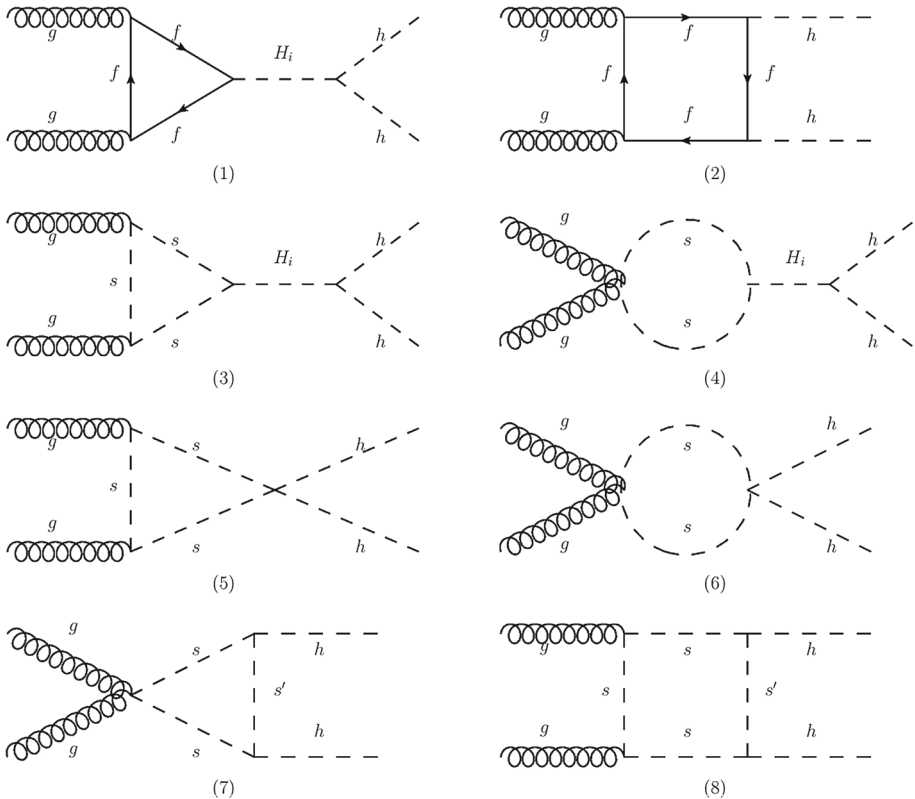 g f f f H_i h
g h
(1)
g f f f f h
g h
(2)
g s s s H_i h
g h
(3)
g s s H_i h
g h
(4)
g s s h
g s h
(5)
g s h
g s h
(6)
g s s' h
g s h
(7)
g s s s' h
g s h
(8)